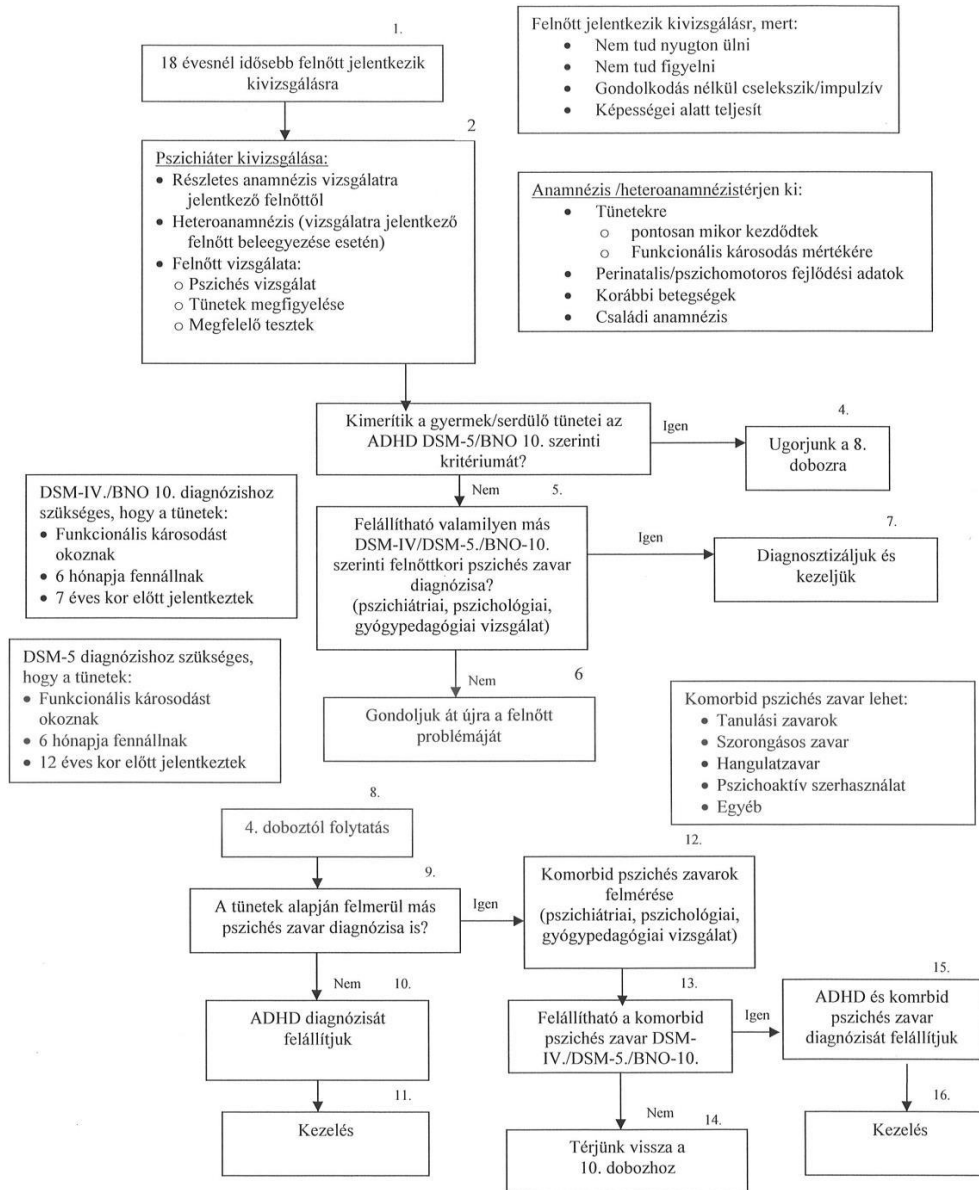 1.
18 évesnél idősebb felnőtt jelentkezik
kivizsgálásra
Felnőtt jelentkezik kivizsgálásr, mert:
• Nem tud nyugton ülni
• Nem tud figyelni
• Gondolkodás nélkül cselekszik/impulzív
• Képességei alatt teljesít
2
Pszichiáter kivizsgálása:
• Részletes anamnézis vizsgálatra
jelentkező felnőttől
• Heteroanamnézis (vizsgálatra jelentkező
felnőtt beleegyezése esetén)
• Felnőtt vizsgálata:
o Pszichés vizsgálat
o Tünetek megfigyelése
o Megfelelő tesztek
Anamnézis /heteroanamnézistérjen ki:
• Tünetekre
o pontosan mikor kezdődtek
o Funkcionális károsodás mértékére
• Perinatalis/pszichomotoros fejlődési adatok
• Korábbi betegségek
• Családi anamnézis
Kimerítik a gyermek/serdülő tünetei az
ADHD DSM-5/BNO 10. szerinti
kritériumát?
Igen
4.
Ugorjunk a 8.
dobozra
Nem
5.
DSM-IV./BNO 10. diagnózishoz
szükséges, hogy a tünetek:
• Funkcionális károsodást
okoznak
• 6 hónapja fennállnak
• 7 éves kor előtt jelentkeztek
Felállítható valamilyen más
DSM-IV/DSM-5./BNO-10.
szerinti felnőttkori pszichés zavar
diagnózisa?
(pszichiátriai, pszichológiai,
gyógypedagógiai vizsgálat)
Igen
7.
Diagnosztizáljuk és
kezeljük
DSM-5 diagnózishoz szükséges,
hogy a tünetek:
• Funkcionális károsodást
okoznak
• 6 hónapja fennállnak
• 12 éves kor előtt jelentkeztek
Nem
6
Gondoljuk át újra a felnőtt
problémáját
Komorbid pszichés zavar lehet:
• Tanulási zavarok
• Szorongásos zavar
• Hangulatzavar
• Pszichoaktív szerhasználat
• Egyéb
8.
4. doboztól folytatás
9.
A tünetek alapján felmerül más
pszichés zavar diagnózisa is?
Igen
12.
Komorbid pszichés zavarok
felmérése
(pszichiátriai, pszichológiai,
gyógypedagógiai vizsgálat)
Nem
10.
ADHD diagnózisát
felállítjuk
13.
Felállítható a komorbid
pszichés zavar DSM-
IV./DSM-5./BNO-10.
Igen
15.
ADHD és komrbid
pszichés zavar
diagnózisát felállítjuk
11.
Kezelés
Nem
14.
Térjünk vissza a
10. dobozhoz
16.
Kezelés